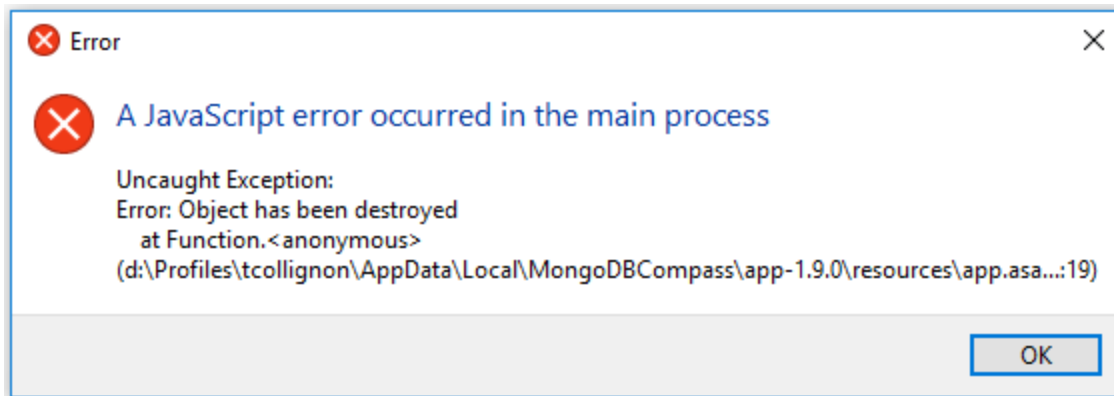 Error
A JavaScript error occurred in the main process
Uncaught Exception:
Error: Object has been destroyed
at Function.<anonymous>
(d:\Profiles\tcollignon\AppData\Local\MongoDBCompass\app-1.9.0\resources\app.asa...:19)
OK